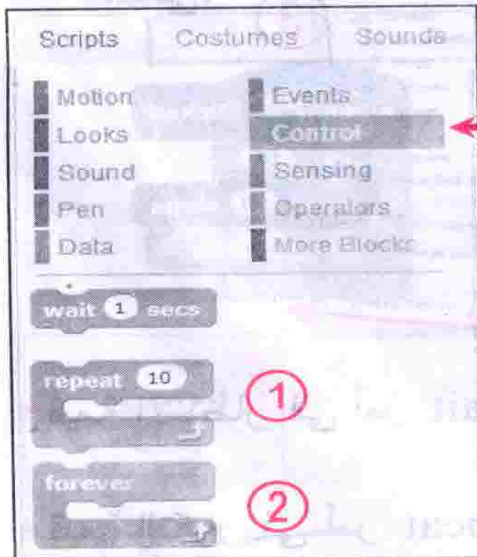 Scripts Costumes Sounds
Motion Events
Looks Control
Sound Sensing
Pen Operators
Data More Blocks
wait 1 secs
repeat 10
1
forever
2